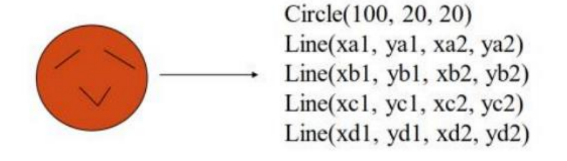 Circle(100, 20, 20)
Line(xa1, ya1, xa2, ya2)
Line(xb1, yb1, xb2, yb2)
Line(xc1, yc1, xc2, yc2)
Line(xd1, yd1, xd2, yd2)